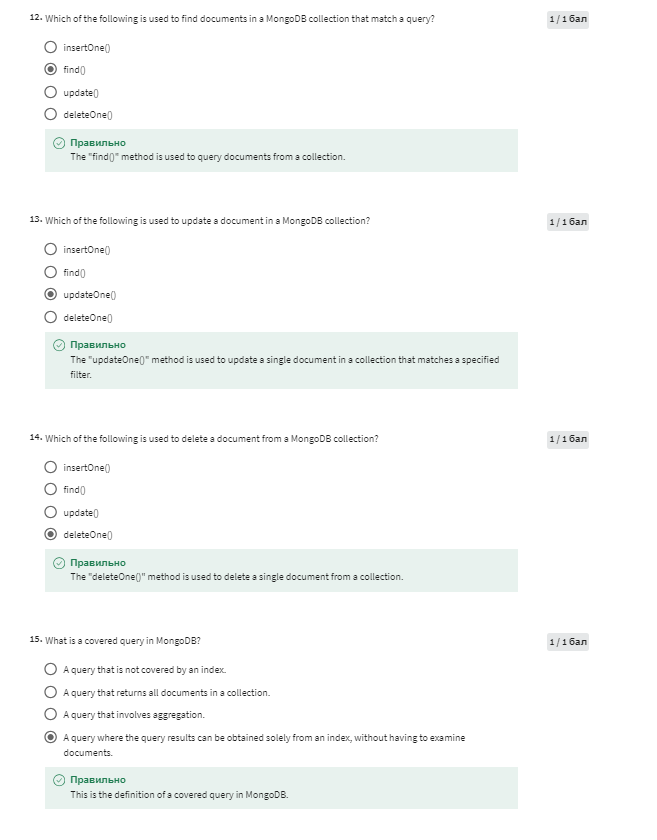 12. Which of the following is used to find documents in a MongoDB collection that match a query?
1 / 1 бал
insertOne()
find()
update()
deleteOne()
Правильно
The "find()" method is used to query documents from a collection.
13. Which of the following is used to update a document in a MongoDB collection?
1 / 1 бал
insertOne()
find()
updateOne()
deleteOne()
Правильно
The "updateOne()" method is used to update a single document in a collection that matches a specified
filter.
14. Which of the following is used to delete a document from a MongoDB collection?
1 / 1 бал
insertOne()
find()
update()
deleteOne()
Правильно
The "deleteOne()" method is used to delete a single document from a collection.
15. What is a covered query in MongoDB?
1 / 1 бал
A query that is not covered by an index.
A query that returns all documents in a collection.
A query that involves aggregation.
A query where the query results can be obtained solely from an index, without having to examine
documents.
Правильно
This is the definition of a covered query in MongoDB.